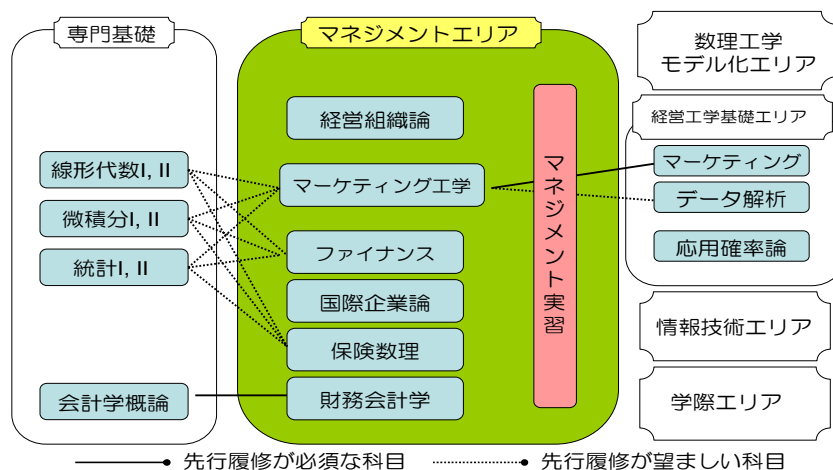 専門基礎
線形代数I, II
微積分I, II
統計I, II
会計学概論
マネジメントエリア
経営組織論
マーケティング工学
ファイナンス
国際企業論
保険数理
財務会計学
マネジメント実習
数理工学
モデル化エリア
経営工学基礎エリア
マーケティング
データ解析
応用確率論
情報技術エリア
学際エリア
先行履修が必須な科目
先行履修が望ましい科目